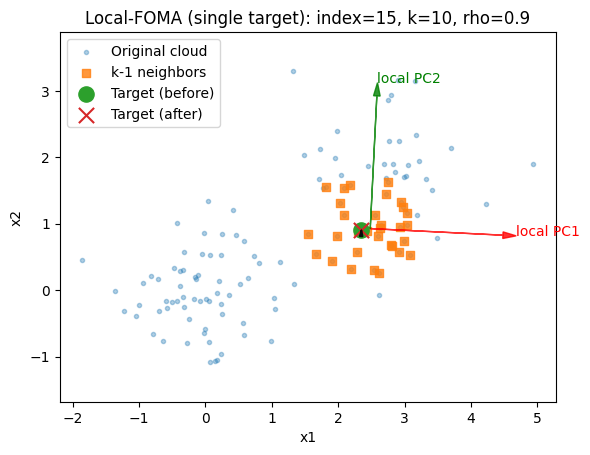 Local-FOMA (single target): index=15, k=10, rho=0.9
Original cloud
k-1 neighbors
Target (before)
Target (after)
local PC2
local PC1
x2
3
2
1
0
−1
−2
−1
0
1
2
3
4
5
x1